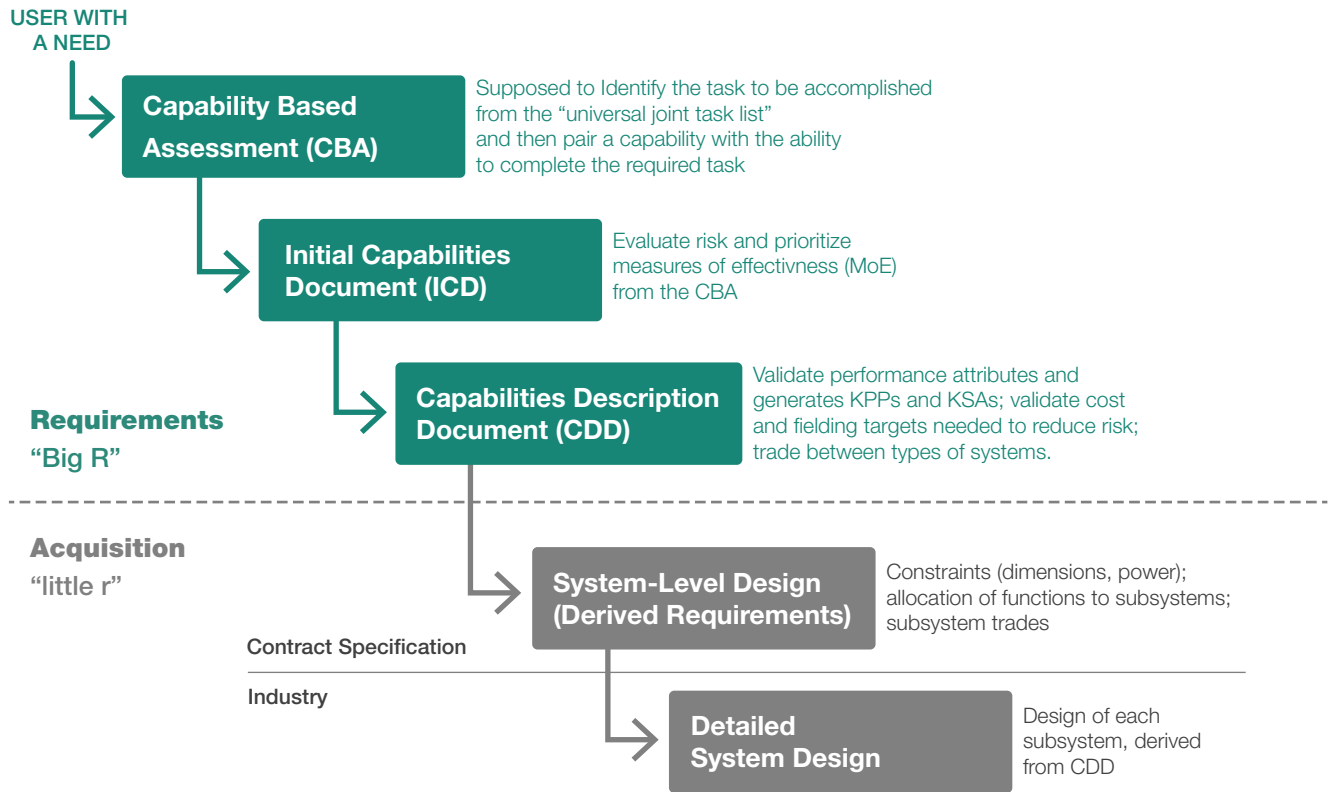 USER WITH
A NEED
Capability Based
Assessment (CBA)
Supposed to Identify the task to be accomplished
from the “universal joint task list”
and then pair a capability with the ability
to complete the required task
Initial Capabilities
Document (ICD)
Evaluate risk and prioritize
measures of effectivness (MoE)
from the CBA
Capabilities Description
Document (CDD)
Validate performance attributes and
generates KPPs and KSAs; validate cost
and fielding targets needed to reduce risk;
trade between types of systems.
Requirements
“Big R”
Acquisition
“little r”
System-Level Design
(Derived Requirements)
Constraints (dimensions, power);
allocation of functions to subsystems;
subsystem trades
Contract Specification
Industry
Detailed
System Design
Design of each
subsystem, derived
from CDD